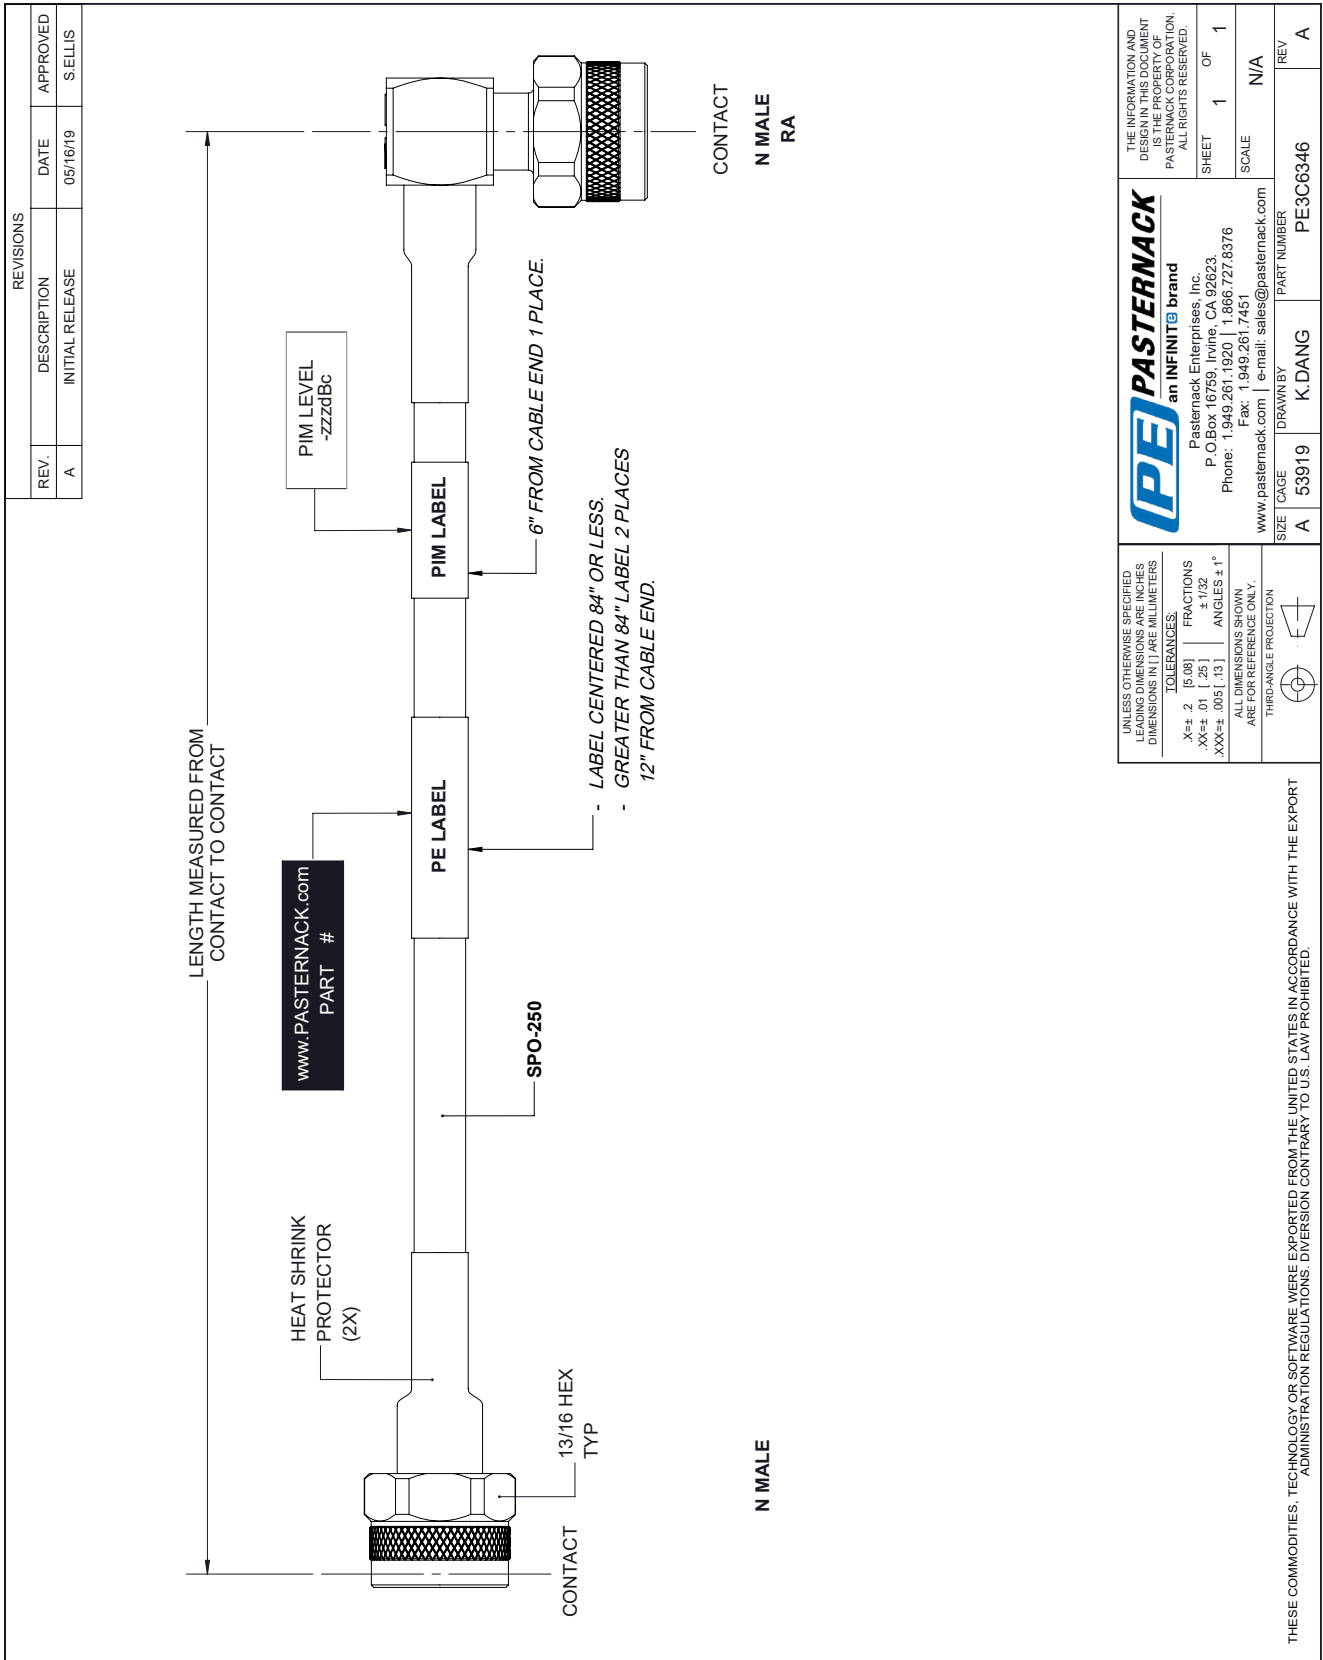 REVISIONS
REV. DESCRIPTION DATE APPROVED
A INITIAL RELEASE 05/16/19 S.ELLIS
LENGTH MEASURED FROM
CONTACT TO CONTACT
HEAT SHRINK
PROTECTOR
(2X)
www.PASTERNACK.com
PART #
PIM LEVEL
-zzzdBc
PE LABEL
PIM LABEL
13/16 HEX
TYP
CONTACT
SPO-250
- LABEL CENTERED 84" OR LESS.
- GREATER THAN 84" LABEL 2 PLACES
12" FROM CABLE END.
6" FROM CABLE END 1 PLACE.
CONTACT
N MALE
N MALE
RA
UNLESS OTHERWISE SPECIFIED
LEADING DIMENSIONS ARE INCHES
DIMENSIONS IN [ ] ARE MILLIMETERS
TOLERANCES:
.X=± .2 [5.08] FRACTIONS
.XX=± .01 [ .25 ] ± 1/32
.XXX=± .005 [ .13 ] ANGLES ± 1°
ALL DIMENSIONS SHOWN
ARE FOR REFERENCE ONLY.
THIRD-ANGLE PROJECTION
PE PASTERNACK
an INFINITe brand
Pasternack Enterprises, Inc.
P.O.Box 16759, Irvine, CA 92623.
Phone: 1.949.261.1920 | 1.866.727.8376
Fax: 1.949.261.7451
www.pasternack.com | e-mail: sales@pasternack.com
THE INFORMATION AND
DESIGN IN THIS DOCUMENT
IS THE PROPERTY OF
PASTERNACK CORPORATION.
ALL RIGHTS RESERVED.
SHEET 1 OF 1
SCALE N/A
SIZE A
CAGE 53919
DRAWN BY K.DANG
PART NUMBER PE3C6346
REV A
THESE COMMODITIES, TECHNOLOGY OR SOFTWARE WERE EXPORTED FROM THE UNITED STATES IN ACCORDANCE WITH THE EXPORT
ADMINISTRATION REGULATIONS. DIVERSION CONTRARY TO U.S. LAW PROHIBITED.